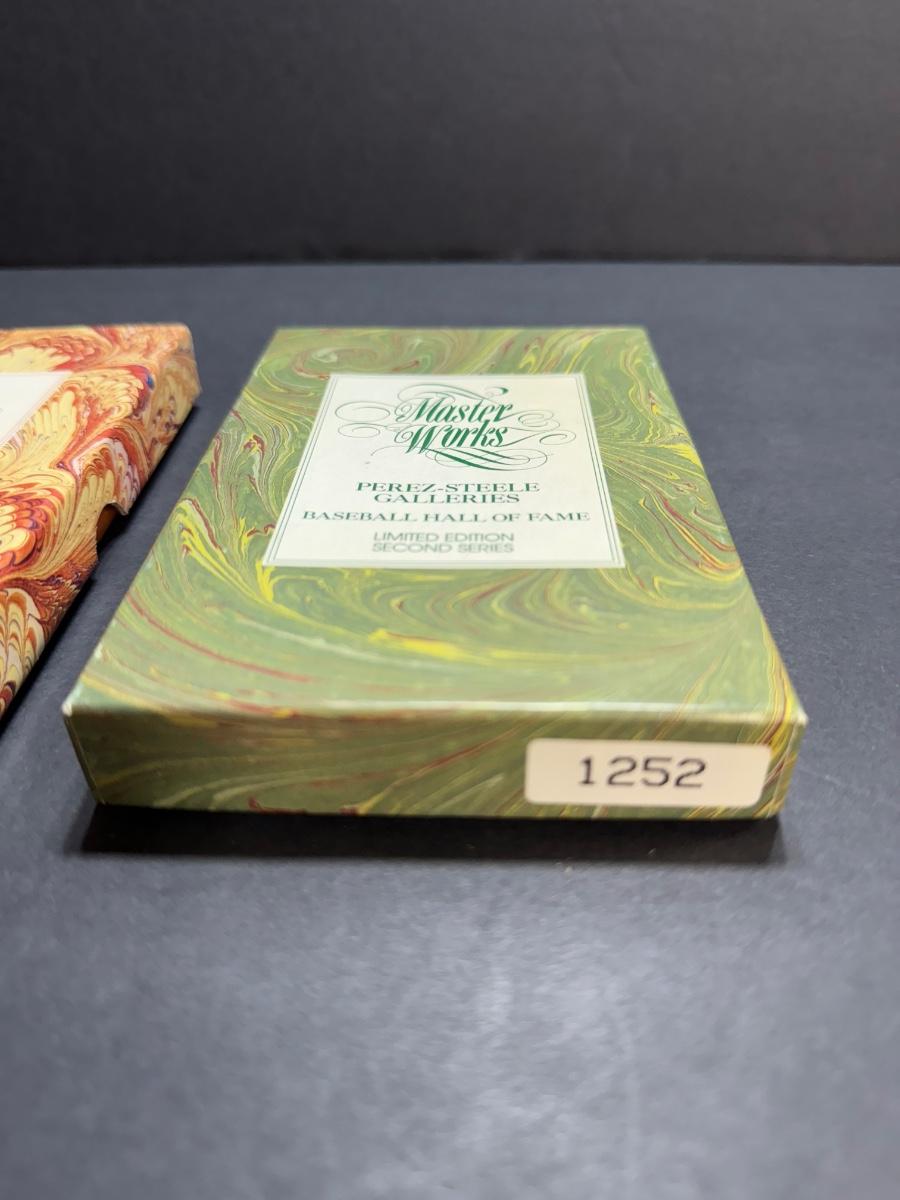 Master
Works
PEREZ-STEELE
GALLERIES
BASEBALL HALL OF FAME
LIMITED EDITION
SECOND SERIES
1252